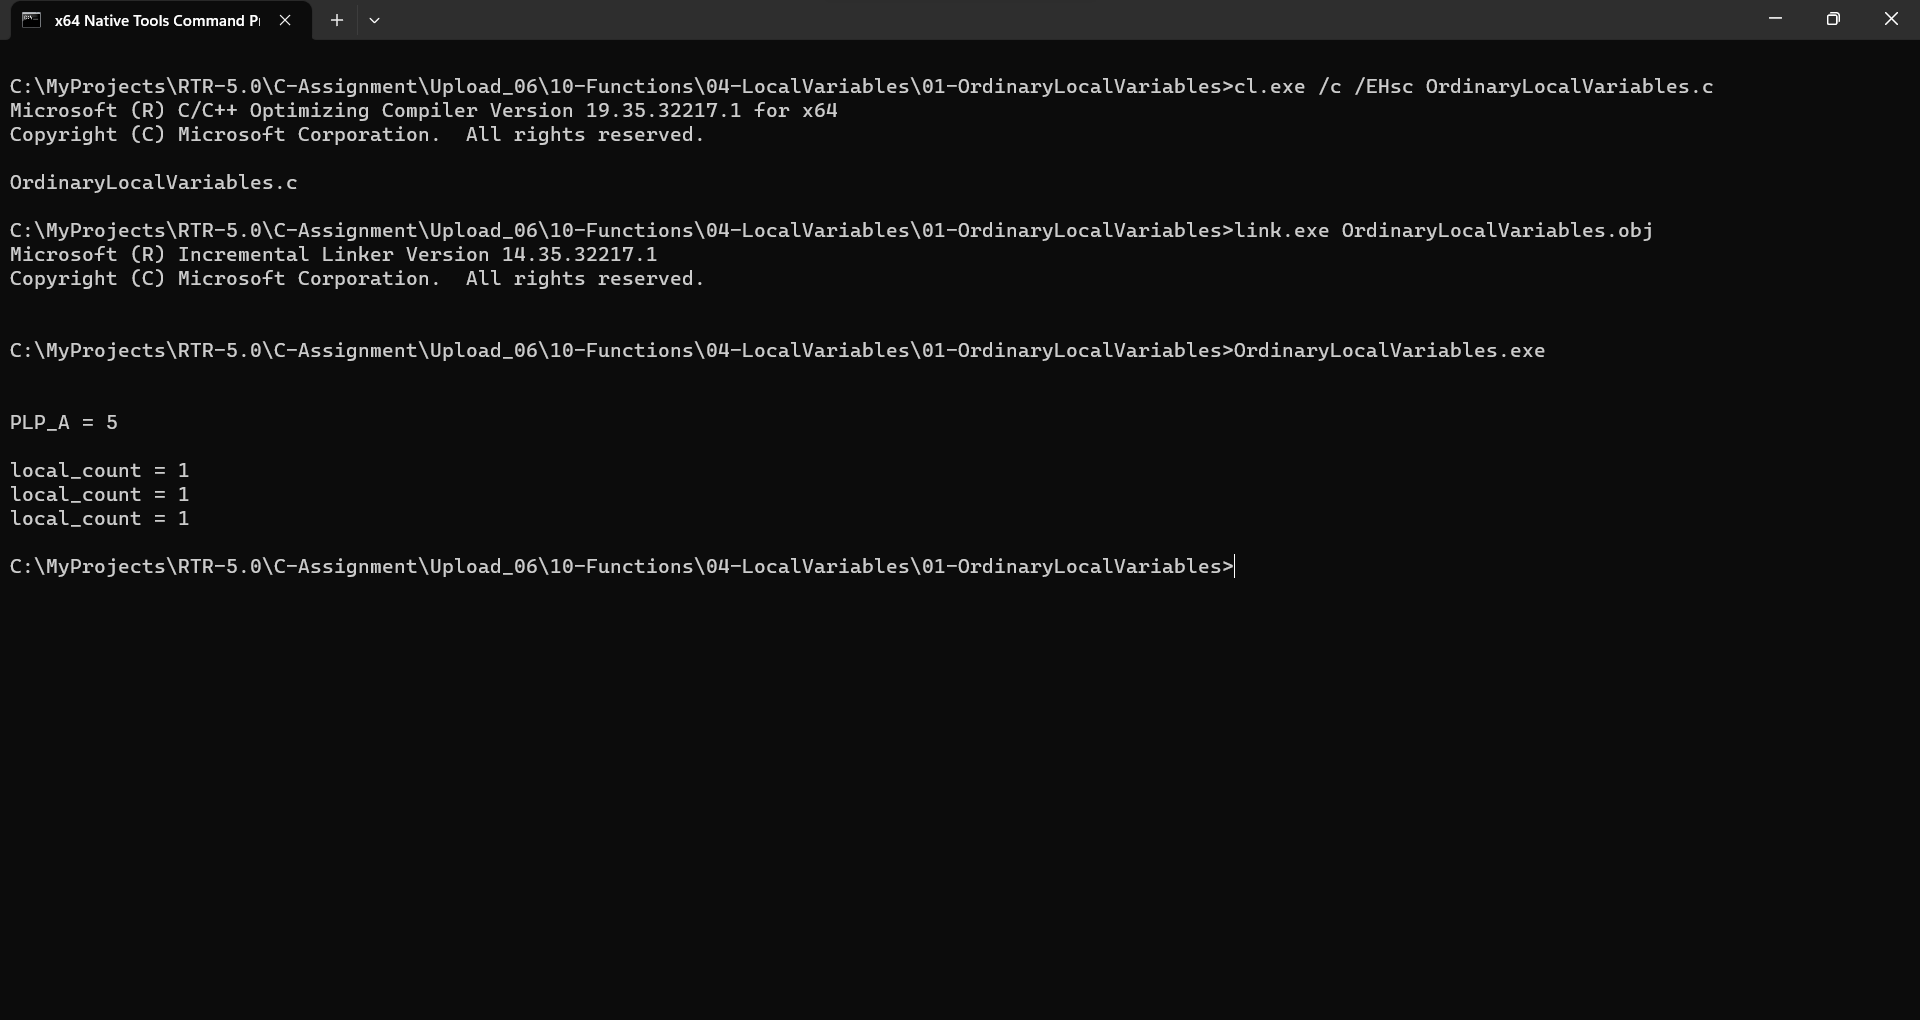 x64 Native Tools Command P
C:\MyProjects\RTR-5.0\C-Assignment\Upload_06\10-Functions\04-LocalVariables\01-OrdinaryLocalVariables>cl.exe /c /EHsc OrdinaryLocalVariables.c
Microsoft (R) C/C++ Optimizing Compiler Version 19.35.32217.1 for x64
Copyright (C) Microsoft Corporation.  All rights reserved.
OrdinaryLocalVariables.c
C:\MyProjects\RTR-5.0\C-Assignment\Upload_06\10-Functions\04-LocalVariables\01-OrdinaryLocalVariables>link.exe OrdinaryLocalVariables.obj
Microsoft (R) Incremental Linker Version 14.35.32217.1
Copyright (C) Microsoft Corporation.  All rights reserved.
C:\MyProjects\RTR-5.0\C-Assignment\Upload_06\10-Functions\04-LocalVariables\01-OrdinaryLocalVariables>OrdinaryLocalVariables.exe
PLP_A = 5
local_count = 1
local_count = 1
local_count = 1
C:\MyProjects\RTR-5.0\C-Assignment\Upload_06\10-Functions\04-LocalVariables\01-OrdinaryLocalVariables>